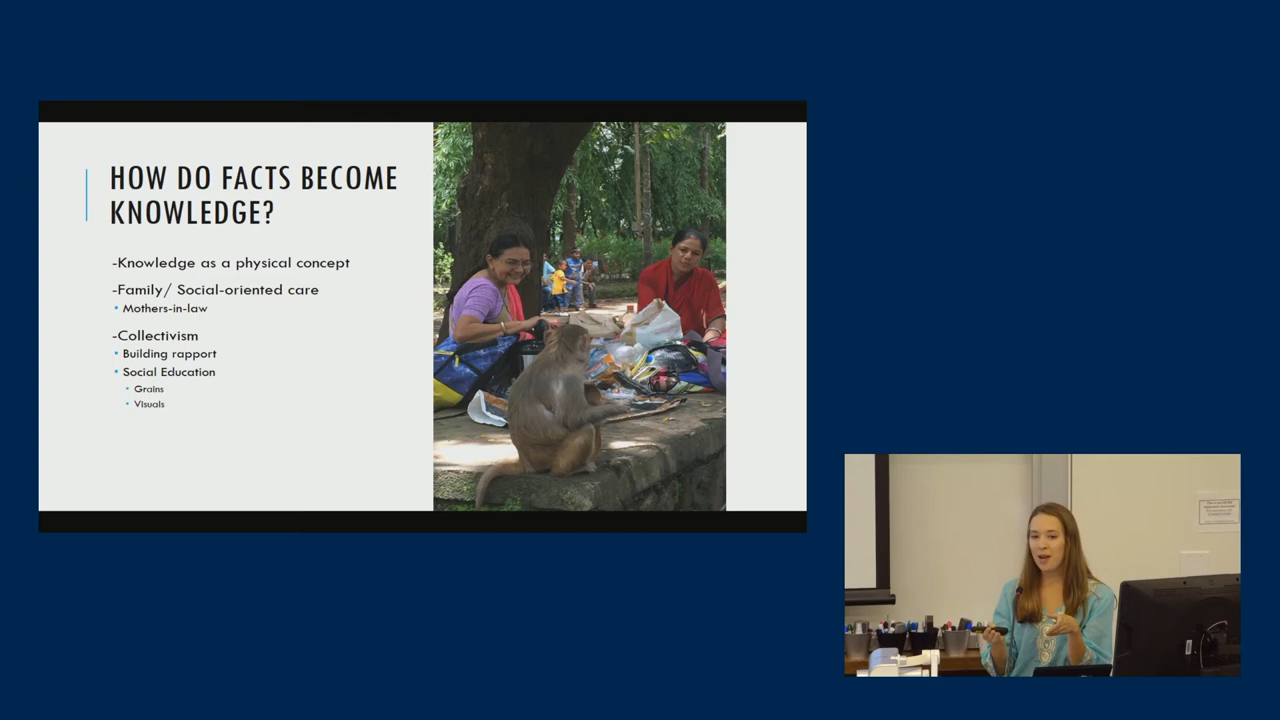 HOW DO FACTS BECOME
KNOWLEDGE?
-Knowledge as a physical concept
-Family/ Social-oriented care
• Mothers-in-law
-Collectivism
• Building rapport
• Social Education
• Grains
• Visuals